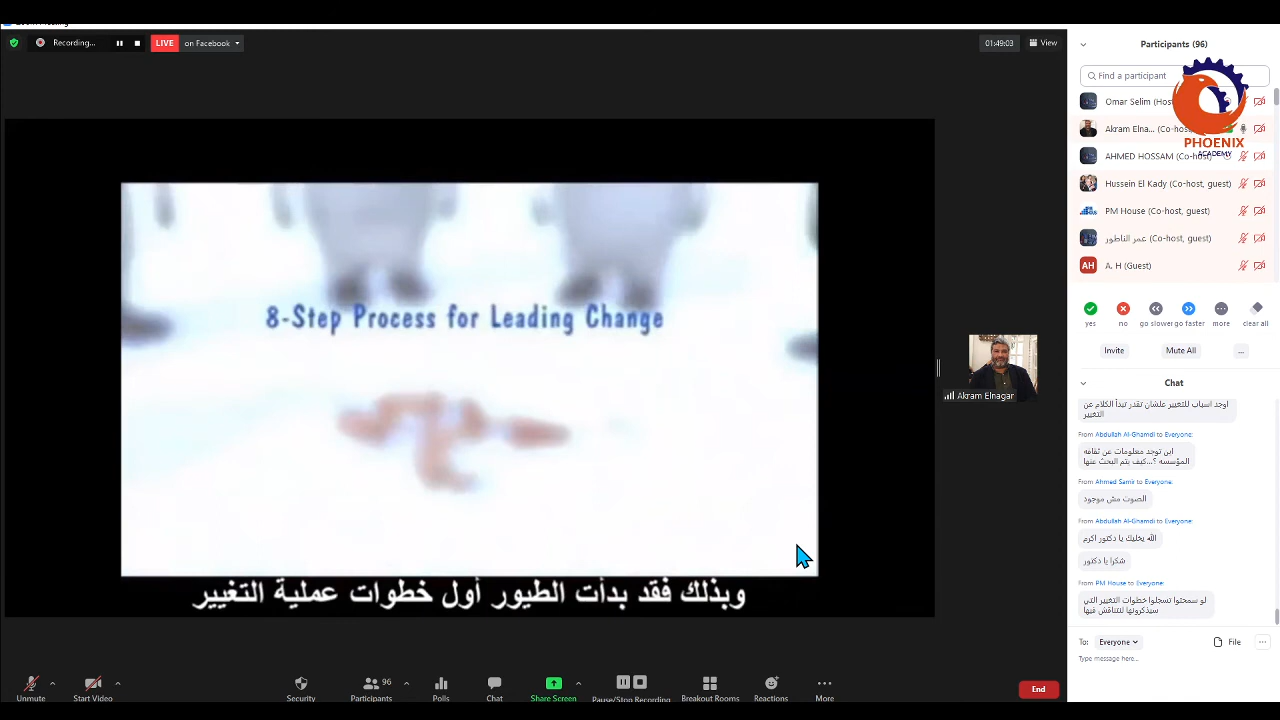 Recording...
LIVE
on Facebook
01:49:03
View
Participants (96)
Find a participant
Omar Selim (Hos
Akram Elna... (Co-hos
AHMED HOSSAM (Co-host)
Hussein El Kady (Co-host, guest)
PM House (Co-host, guest)
عمر الناطور (Co-host, guest)
AH
A. H (Guest)
PHOENIX
ACADEMY
yes
no
go slower
go faster
more
clear all
Invite
Mute All
...
8-Step Process for Leading Change
وبذلك فقد بدأت الطيور أول خطوات عملية التغيير
Akram Elnagar
Chat
اوجد اسباب للتغيير علشان تقدر تبدأ الكلام عن
التغيير
From Abdullah Al-Ghamdi to Everyone:
اين توجد معلومات عن ثقافه
المؤسسه ؟...كيف يتم البحث عنها
From Ahmed Samir to Everyone:
الصوت مش موجود
From Abdullah Al-Ghamdi to Everyone:
الله يخليك يا دكتور اكرم
شكرا يا دكتور
From PM House to Everyone:
لو سمحتوا تسجلوا خطوات التغيير التي
سيذكرونها لنتناقش فيها
To: Everyone
File
...
Type message here...
Unmute
Start Video
Security
Participants
96
Polls
Chat
Share Screen
Pause/Stop Recording
Breakout Rooms
Reactions
More
End